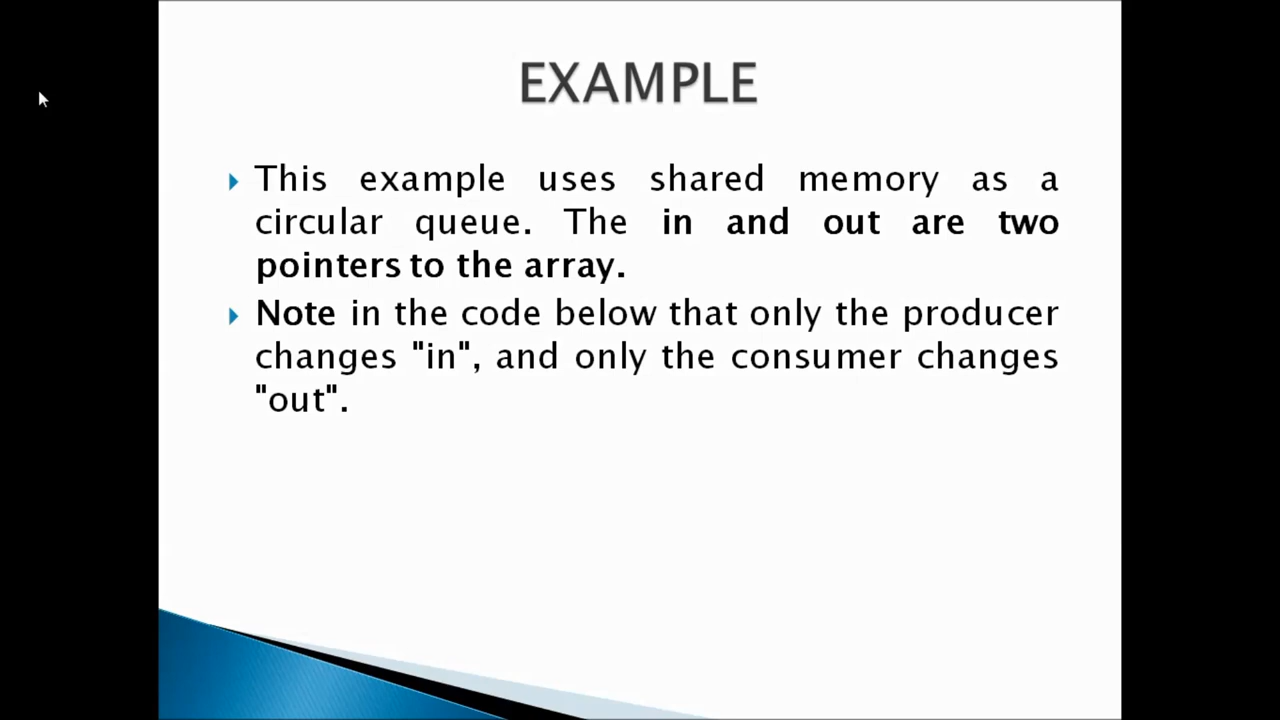 EXAMPLE
This example uses shared memory as a
circular queue. The in and out are two
pointers to the array.
Note in the code below that only the producer
changes "in", and only the consumer changes
"out".